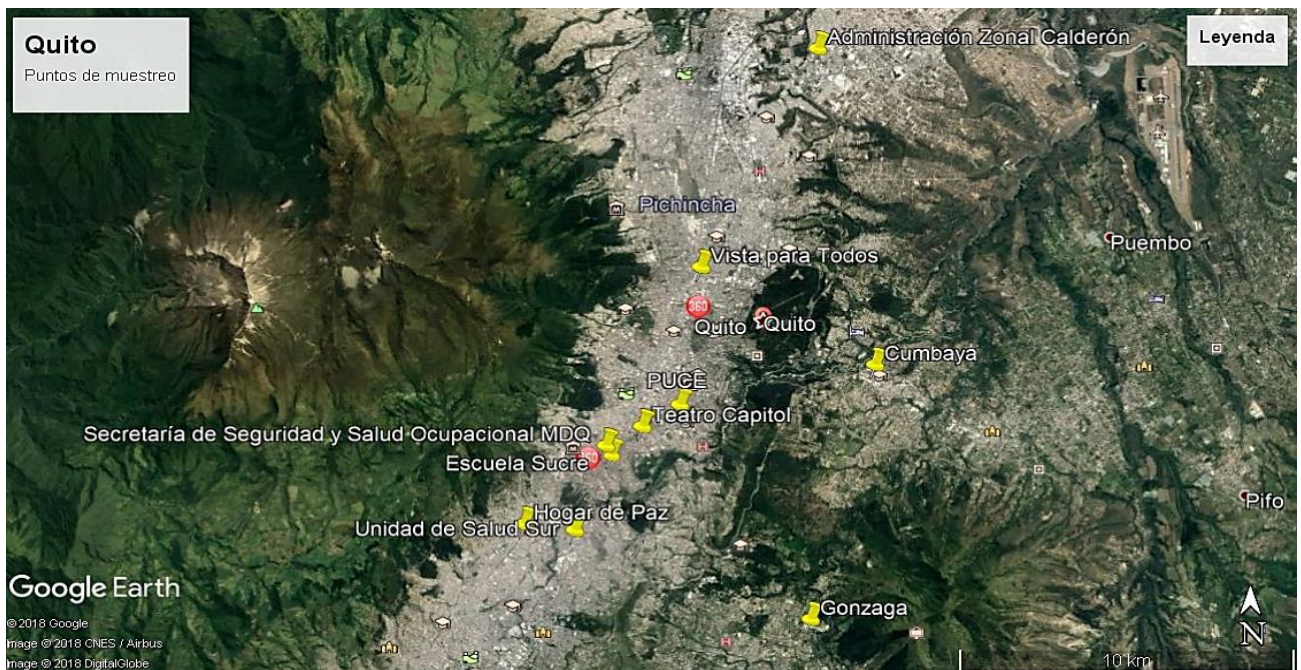 Quito
Puntos de muestreo
Leyenda
Administración Zonal Calderón
Pichincha
Puembo
Vista para Todos
360
Quito
Quito
Cumbaya
PUCE
Teatro Capitol
Secretaría de Seguridad y Salud Ocupacional MDQ
Escuela Sucre
Pifo
Hogar de Paz
Unidad de Salud Sur
Google Earth
Gonzaga
© 2018 Google
Image © 2018 CNES / Airbus
Image © 2018 DigitalGlobe
10 km
N